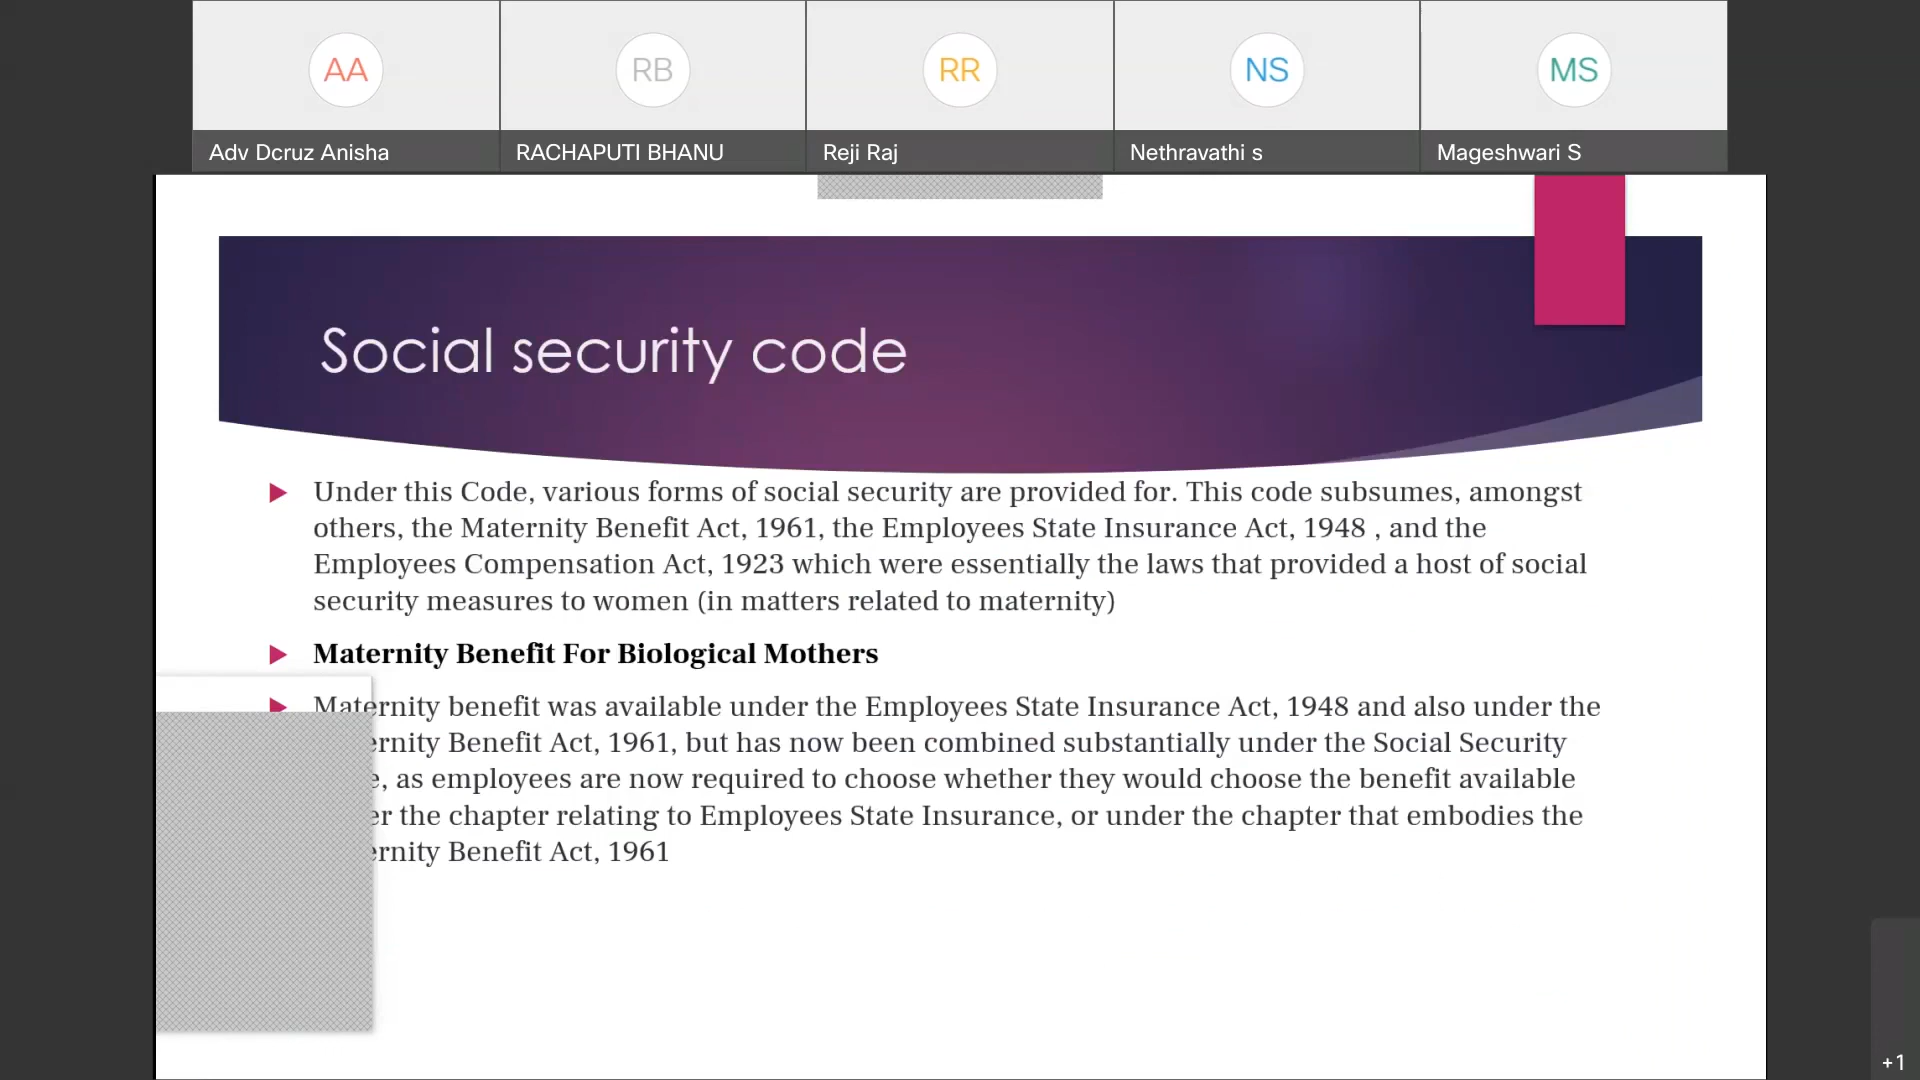 AA
RB
RR
NS
MS
Adv Dcruz Anisha
RACHAPUTI BHANU
Reji Raj
Nethravathi s
Mageshwari S
Social security code
Under this Code, various forms of social security are provided for. This code subsumes, amongst
others, the Maternity Benefit Act, 1961, the Employees State Insurance Act, 1948 , and the
Employees Compensation Act, 1923 which were essentially the laws that provided a host of social
security measures to women (in matters related to maternity)
Maternity Benefit For Biological Mothers
Maternity benefit was available under the Employees State Insurance Act, 1948 and also under the
Benefit Act, 1961, but has now been combined substantially under the Social Security
as employees are now required to choose whether they would choose the benefit available
the chapter relating to Employees State Insurance, or under the chapter that embodies the
Benefit Act, 1961
+1